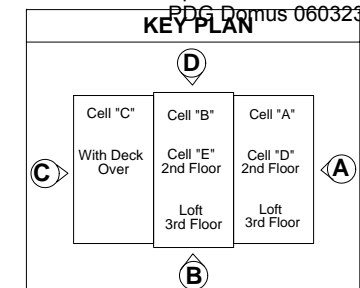 PDG Domus 060323
KEY PLAN
D
Cell "C"
With Deck
Over
Cell "B"
Cell "E"
2nd Floor
Loft
3rd Floor
Cell "A"
Cell "D"
2nd Floor
Loft
3rd Floor
C
A
B